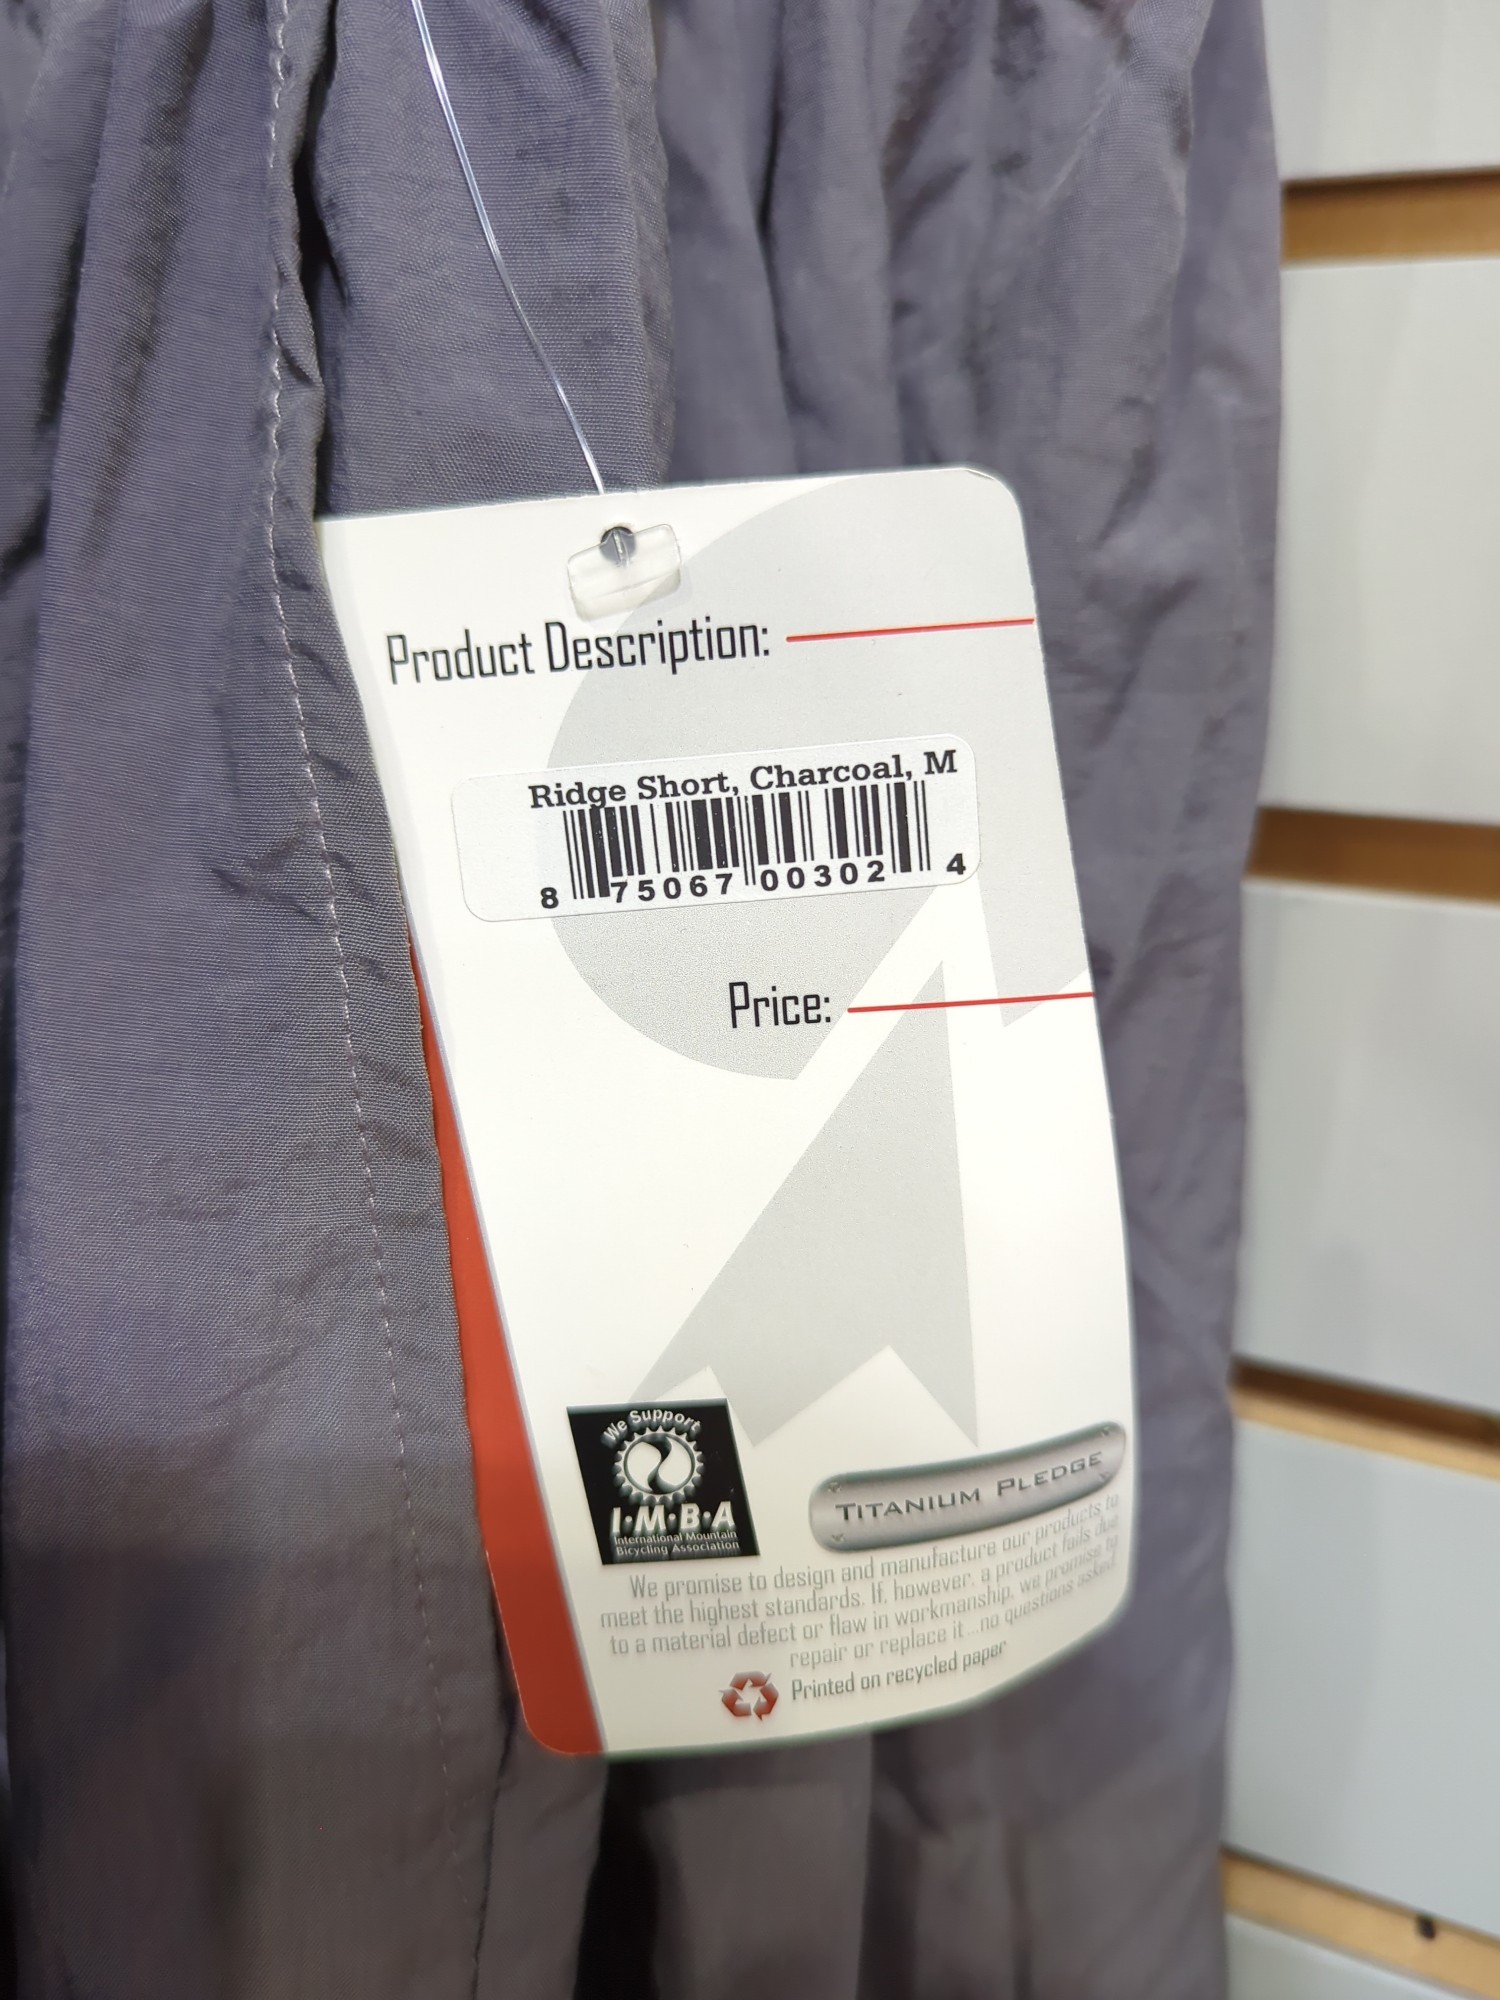 Product Description:
Ridge Short, Charcoal, M
8 75067 00302 4
Price:
We Support
I·M·B·A
International Mountain
Bicycling Association
TITANIUM PLEDGE
We promise to design and manufacture our products to
meet the highest standards. If, however, a product fails due
to a material defect or flaw in workmanship, we promise to
repair or replace it...no questions asked.
Printed on recycled paper